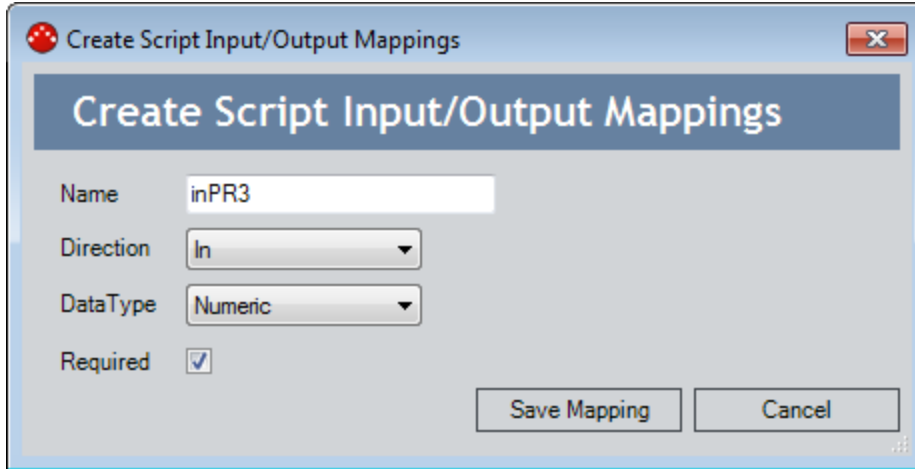 Create Script Input/Output Mappings
Create Script Input/Output Mappings
Name inPR3
Direction In
DataType Numeric
Required
Save Mapping Cancel